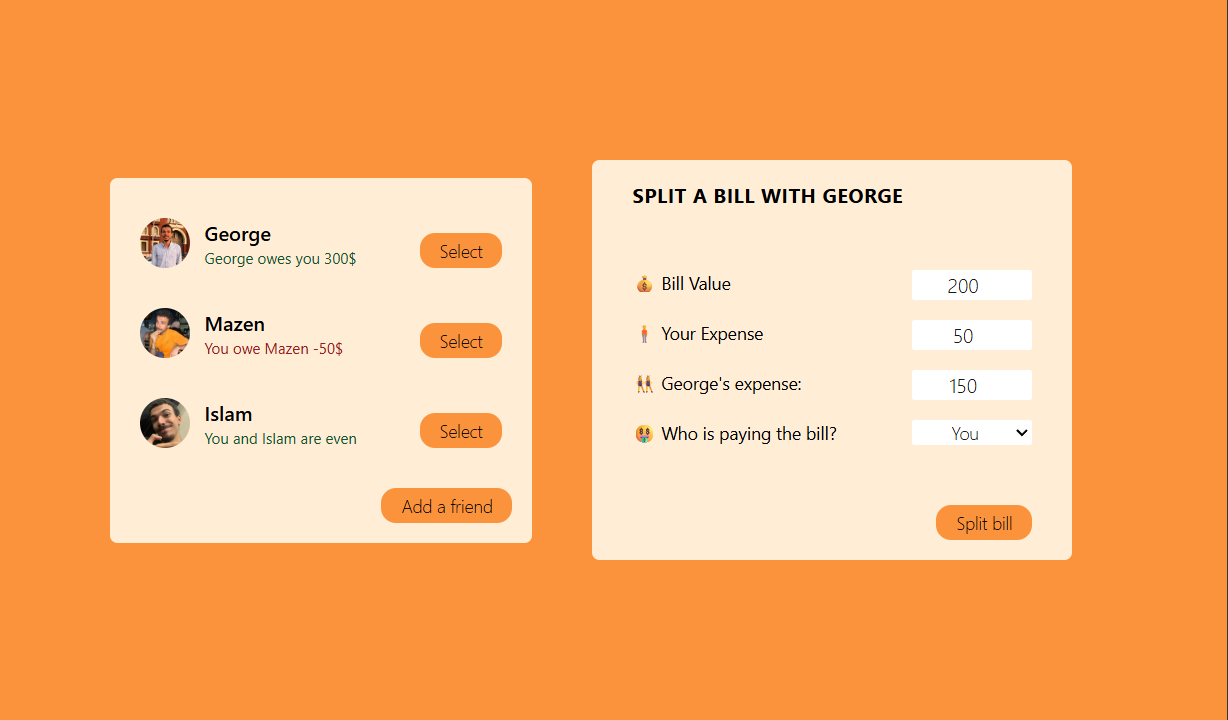 George
George owes you 300$
Select
Mazen
You owe Mazen -50$
Select
Islam
You and Islam are even
Select
Add a friend
SPLIT A BILL WITH GEORGE
💰 Bill Value
200
🧍 Your Expense
50
👯 George's expense:
150
🤑 Who is paying the bill?
You
Split bill